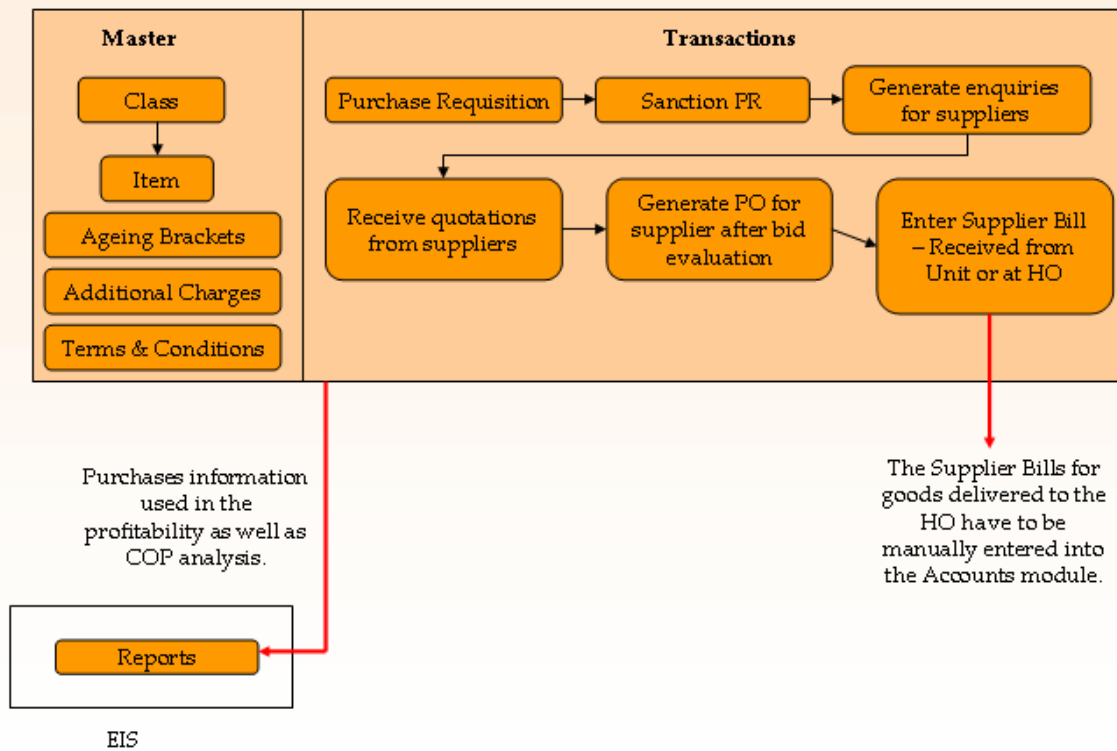 Master
Class
Item
Ageing Brackets
Additional Charges
Terms & Conditions
Transactions
Purchase Requisition
Sanction PR
Generate enquiries
for suppliers
Receive quotations
from suppliers
Generate PO for
supplier after bid
evaluation
Enter Supplier Bill
– Received from
Unit or at HO
Purchases information
used in the
profitability as well as
COP analysis.
The Supplier Bills for
goods delivered to the
HO have to be
manually entered into
the Accounts module.
Reports
EIS